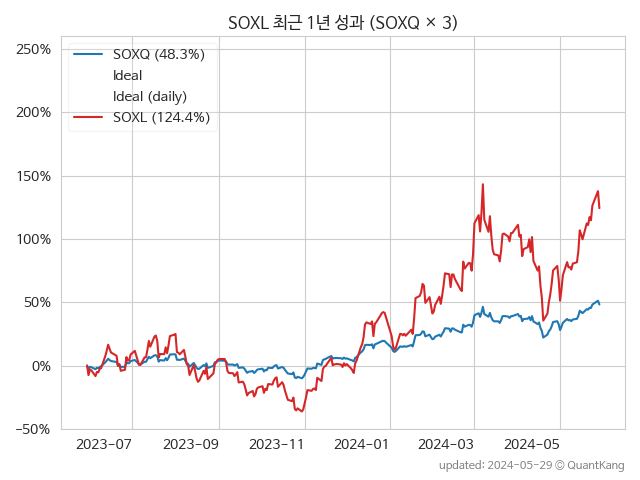 SOXL 최근 1년 성과 (SOXQ × 3)
SOXQ (48.3%)
Ideal
Ideal (daily)
SOXL (124.4%)
250%
200%
150%
100%
50%
0%
−50%
2023-07 2023-09 2023-11 2024-01 2024-03 2024-05
updated: 2024-05-29 © QuantKang